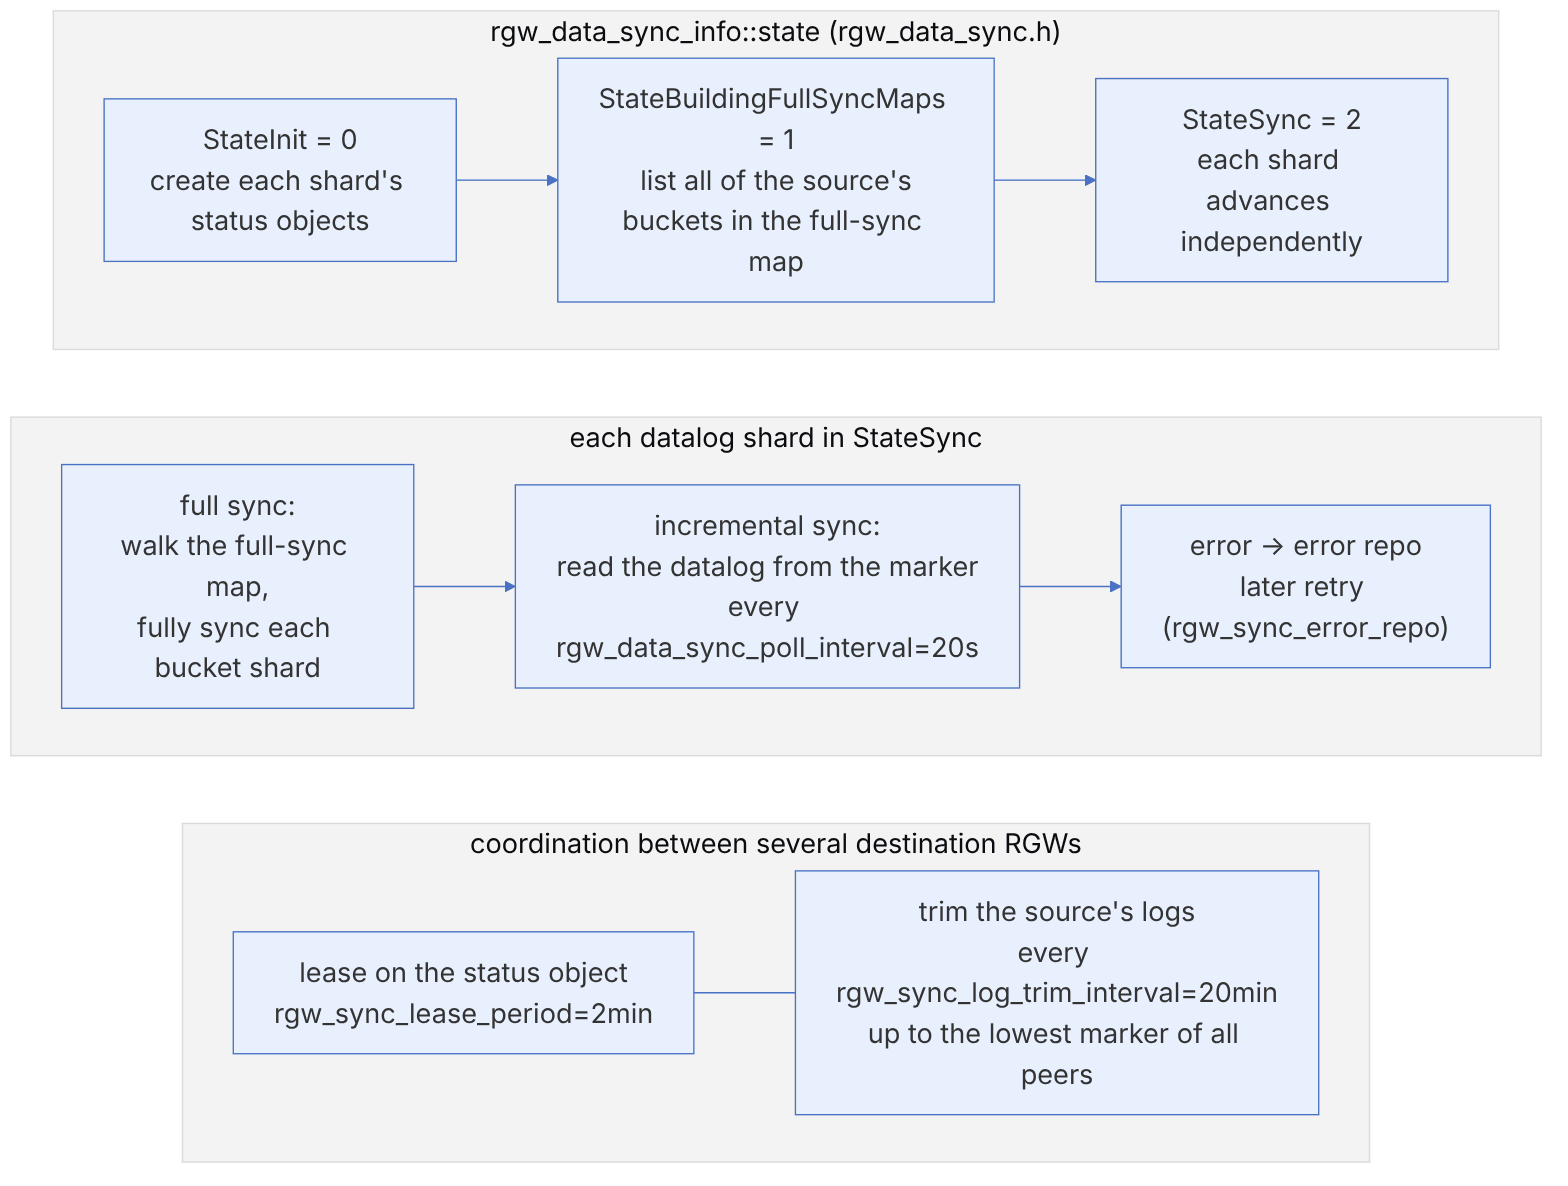 rgw_data_sync_info::state (rgw_data_sync.h)
StateInit = 0
create each shard's
status objects
StateBuildingFullSyncMaps
= 1
list all of the source's
buckets in the full-sync
map
StateSync = 2
each shard
advances
independently
each datalog shard in StateSync
full sync:
walk the full-sync
map,
fully sync each
bucket shard
incremental sync:
read the datalog from the marker
every
rgw_data_sync_poll_interval=20s
error → error repo
later retry
(rgw_sync_error_repo)
coordination between several destination RGWs
lease on the status object
rgw_sync_lease_period=2min
trim the source's logs
every
rgw_sync_log_trim_interval=20min
up to the lowest marker of all
peers